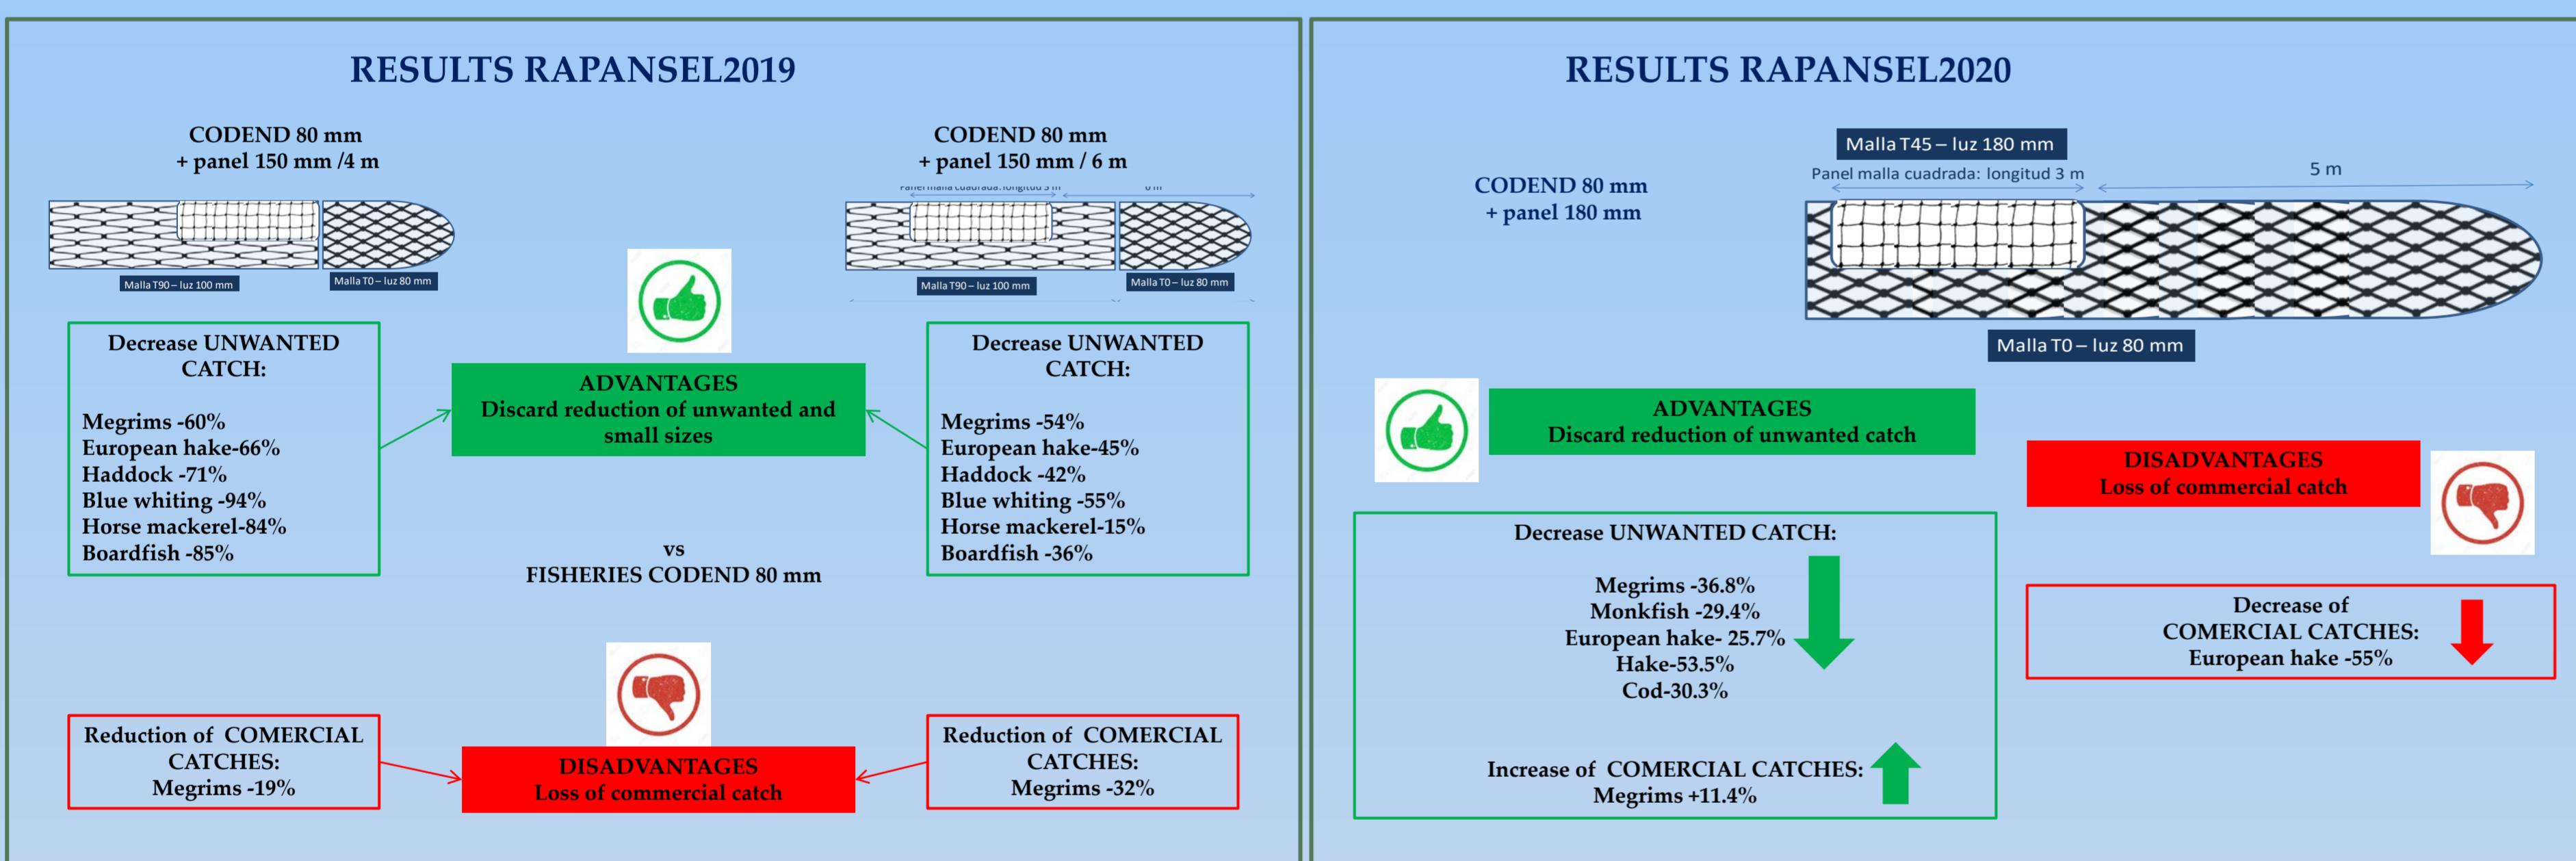 RESULTS RAPANSEL2019
CODEND 80 mm
+ panel 150 mm /4 m
CODEND 80 mm
+ panel 150 mm / 6 m
Panel malla cuadrada: longitud 3 m
6 m
Malla T90 – luz 100 mm
Malla T0 – luz 80 mm
Malla T90 – luz 100 mm
Malla T0 – luz 80 mm
Decrease UNWANTED
CATCH:
Megrims -60%
European hake-66%
Haddock -71%
Blue whiting -94%
Horse mackerel-84%
Boardfish -85%
ADVANTAGES
Discard reduction of unwanted and
small sizes
Decrease UNWANTED
CATCH:
Megrims -54%
European hake-45%
Haddock -42%
Blue whiting -55%
Horse mackerel-15%
Boardfish -36%
vs
FISHERIES CODEND 80 mm
Reduction of COMERCIAL
CATCHES:
Megrims -19%
DISADVANTAGES
Loss of commercial catch
Reduction of COMERCIAL
CATCHES:
Megrims -32%
RESULTS RAPANSEL2020
CODEND 80 mm
+ panel 180 mm
Malla T45 – luz 180 mm
Panel malla cuadrada: longitud 3 m
5 m
Malla T0 – luz 80 mm
ADVANTAGES
Discard reduction of unwanted catch
DISADVANTAGES
Loss of commercial catch
Decrease UNWANTED CATCH:
Megrims -36.8%
Monkfish -29.4%
European hake- 25.7%
Hake-53.5%
Cod-30.3%
Increase of COMERCIAL CATCHES:
Megrims +11.4%
Decrease of
COMERCIAL CATCHES:
European hake -55%